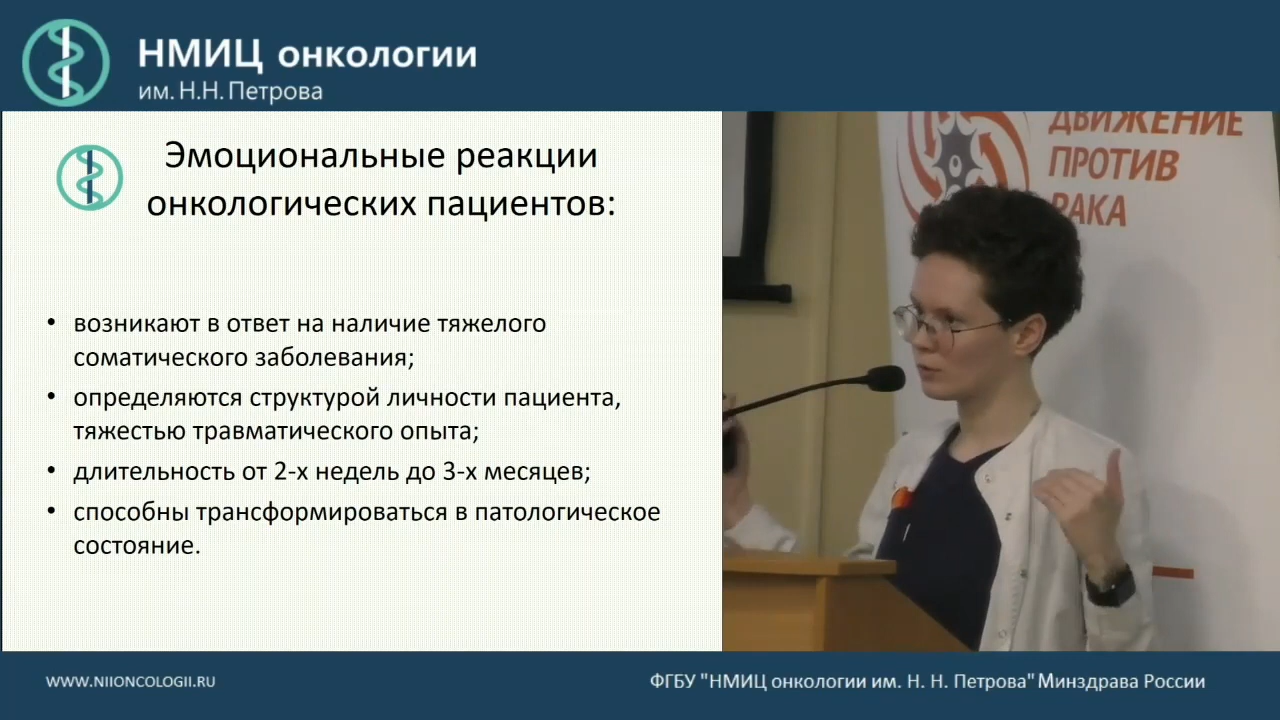 НМИЦ онкологии
им. Н.Н. Петрова
Эмоциональные реакции
онкологических пациентов:
• возникают в ответ на наличие тяжелого
соматического заболевания;
• определяются структурой личности пациента,
тяжестью травматического опыта;
• длительность от 2-х недель до 3-х месяцев;
• способны трансформироваться в патологическое
состояние.
ДВИЖЕНИЕ
ПРОТИВ
РАКА
WWW.NIIONCOLOGII.RU
ФГБУ "НМИЦ онкологии им. Н. Н. Петрова" Минздрава России